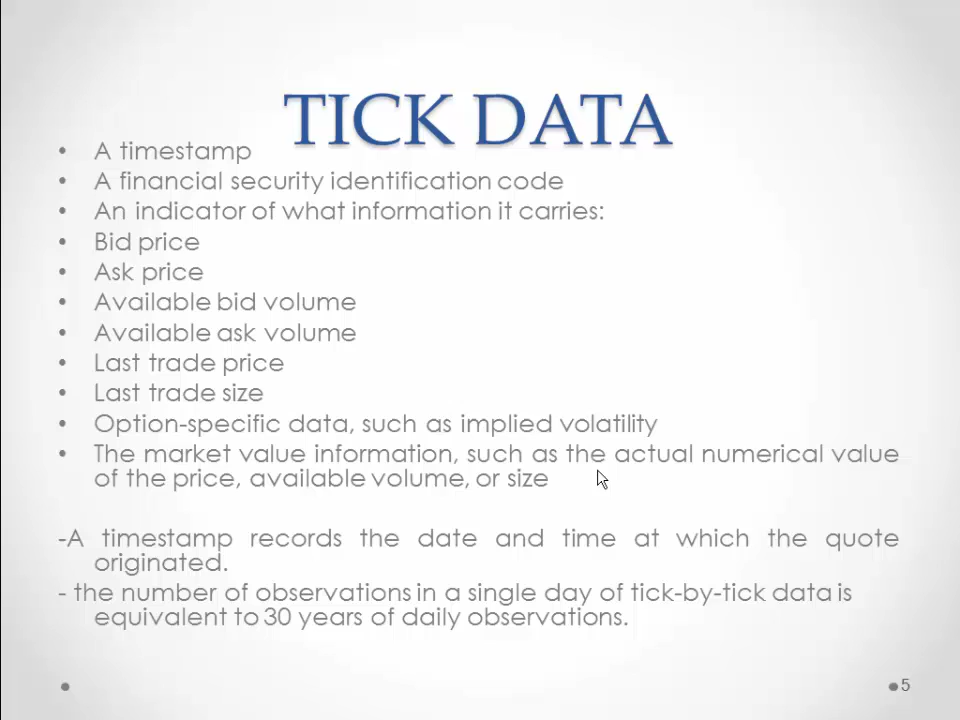 TICK DATA
• A timestamp
• A financial security identification code
• An indicator of what information it carries:
• Bid price
• Ask price
• Available bid volume
• Available ask volume
• Last trade price
• Last trade size
• Option-specific data, such as implied volatility
• The market value information, such as the actual numerical value
of the price, available volume, or size
-A timestamp records the date and time at which the quote
originated.
- the number of observations in a single day of tick-by-tick data is
equivalent to 30 years of daily observations.
5